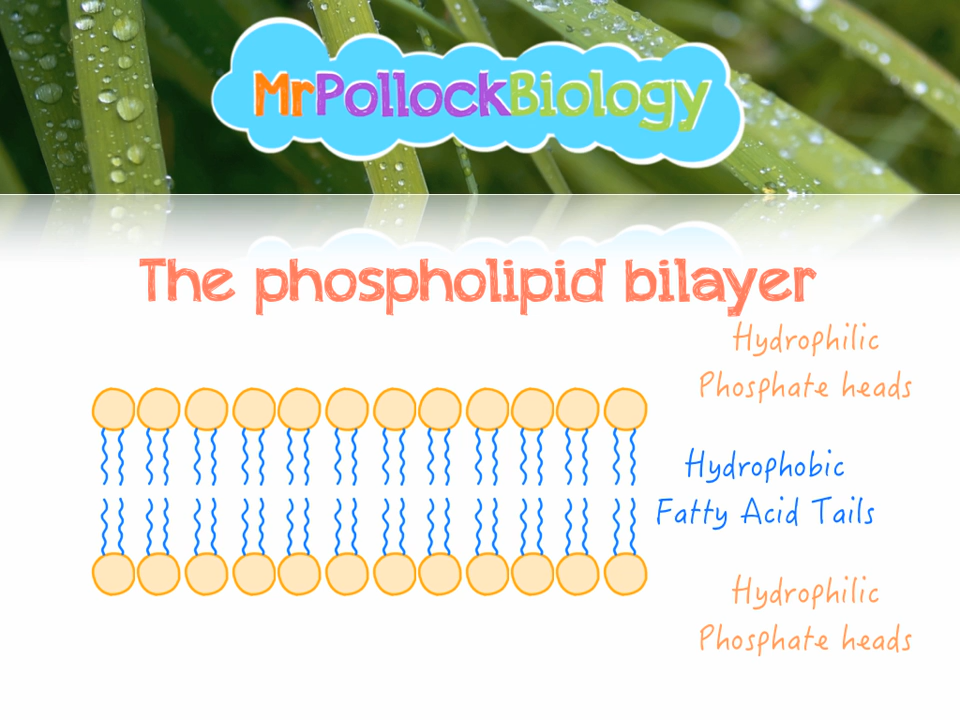 MrPollockBiology
The phospholipid bilayer
Hydrophilic
Phosphate heads
Hydrophobic
Fatty Acid Tails
Hydrophilic
Phosphate heads